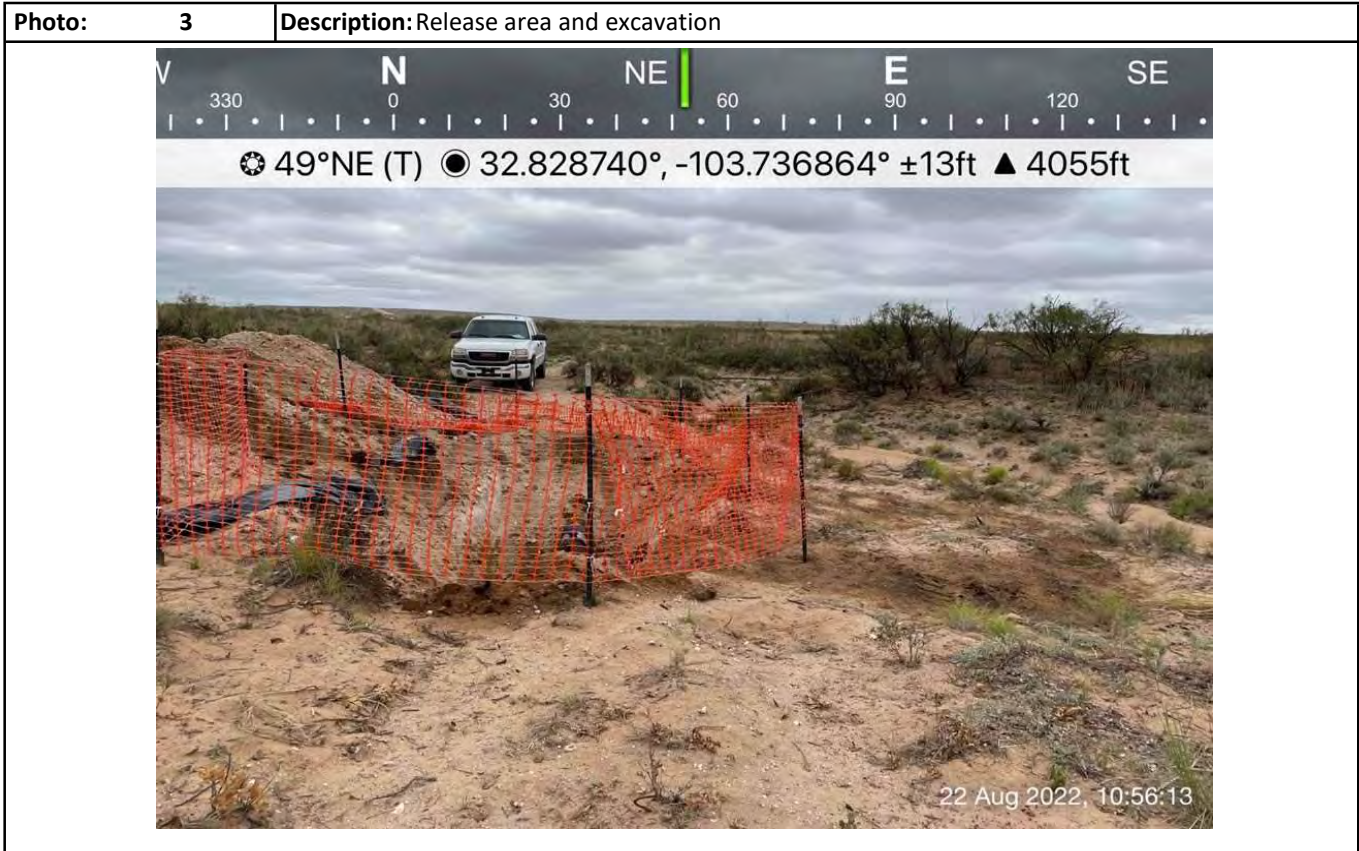 Photo: 3 Description: Release area and excavation
N NE E SE
330 0 30 60 90 120
49°NE (T) 32.828740°, -103.736864° ±13ft ▲ 4055ft
22 Aug 2022, 10:56:13